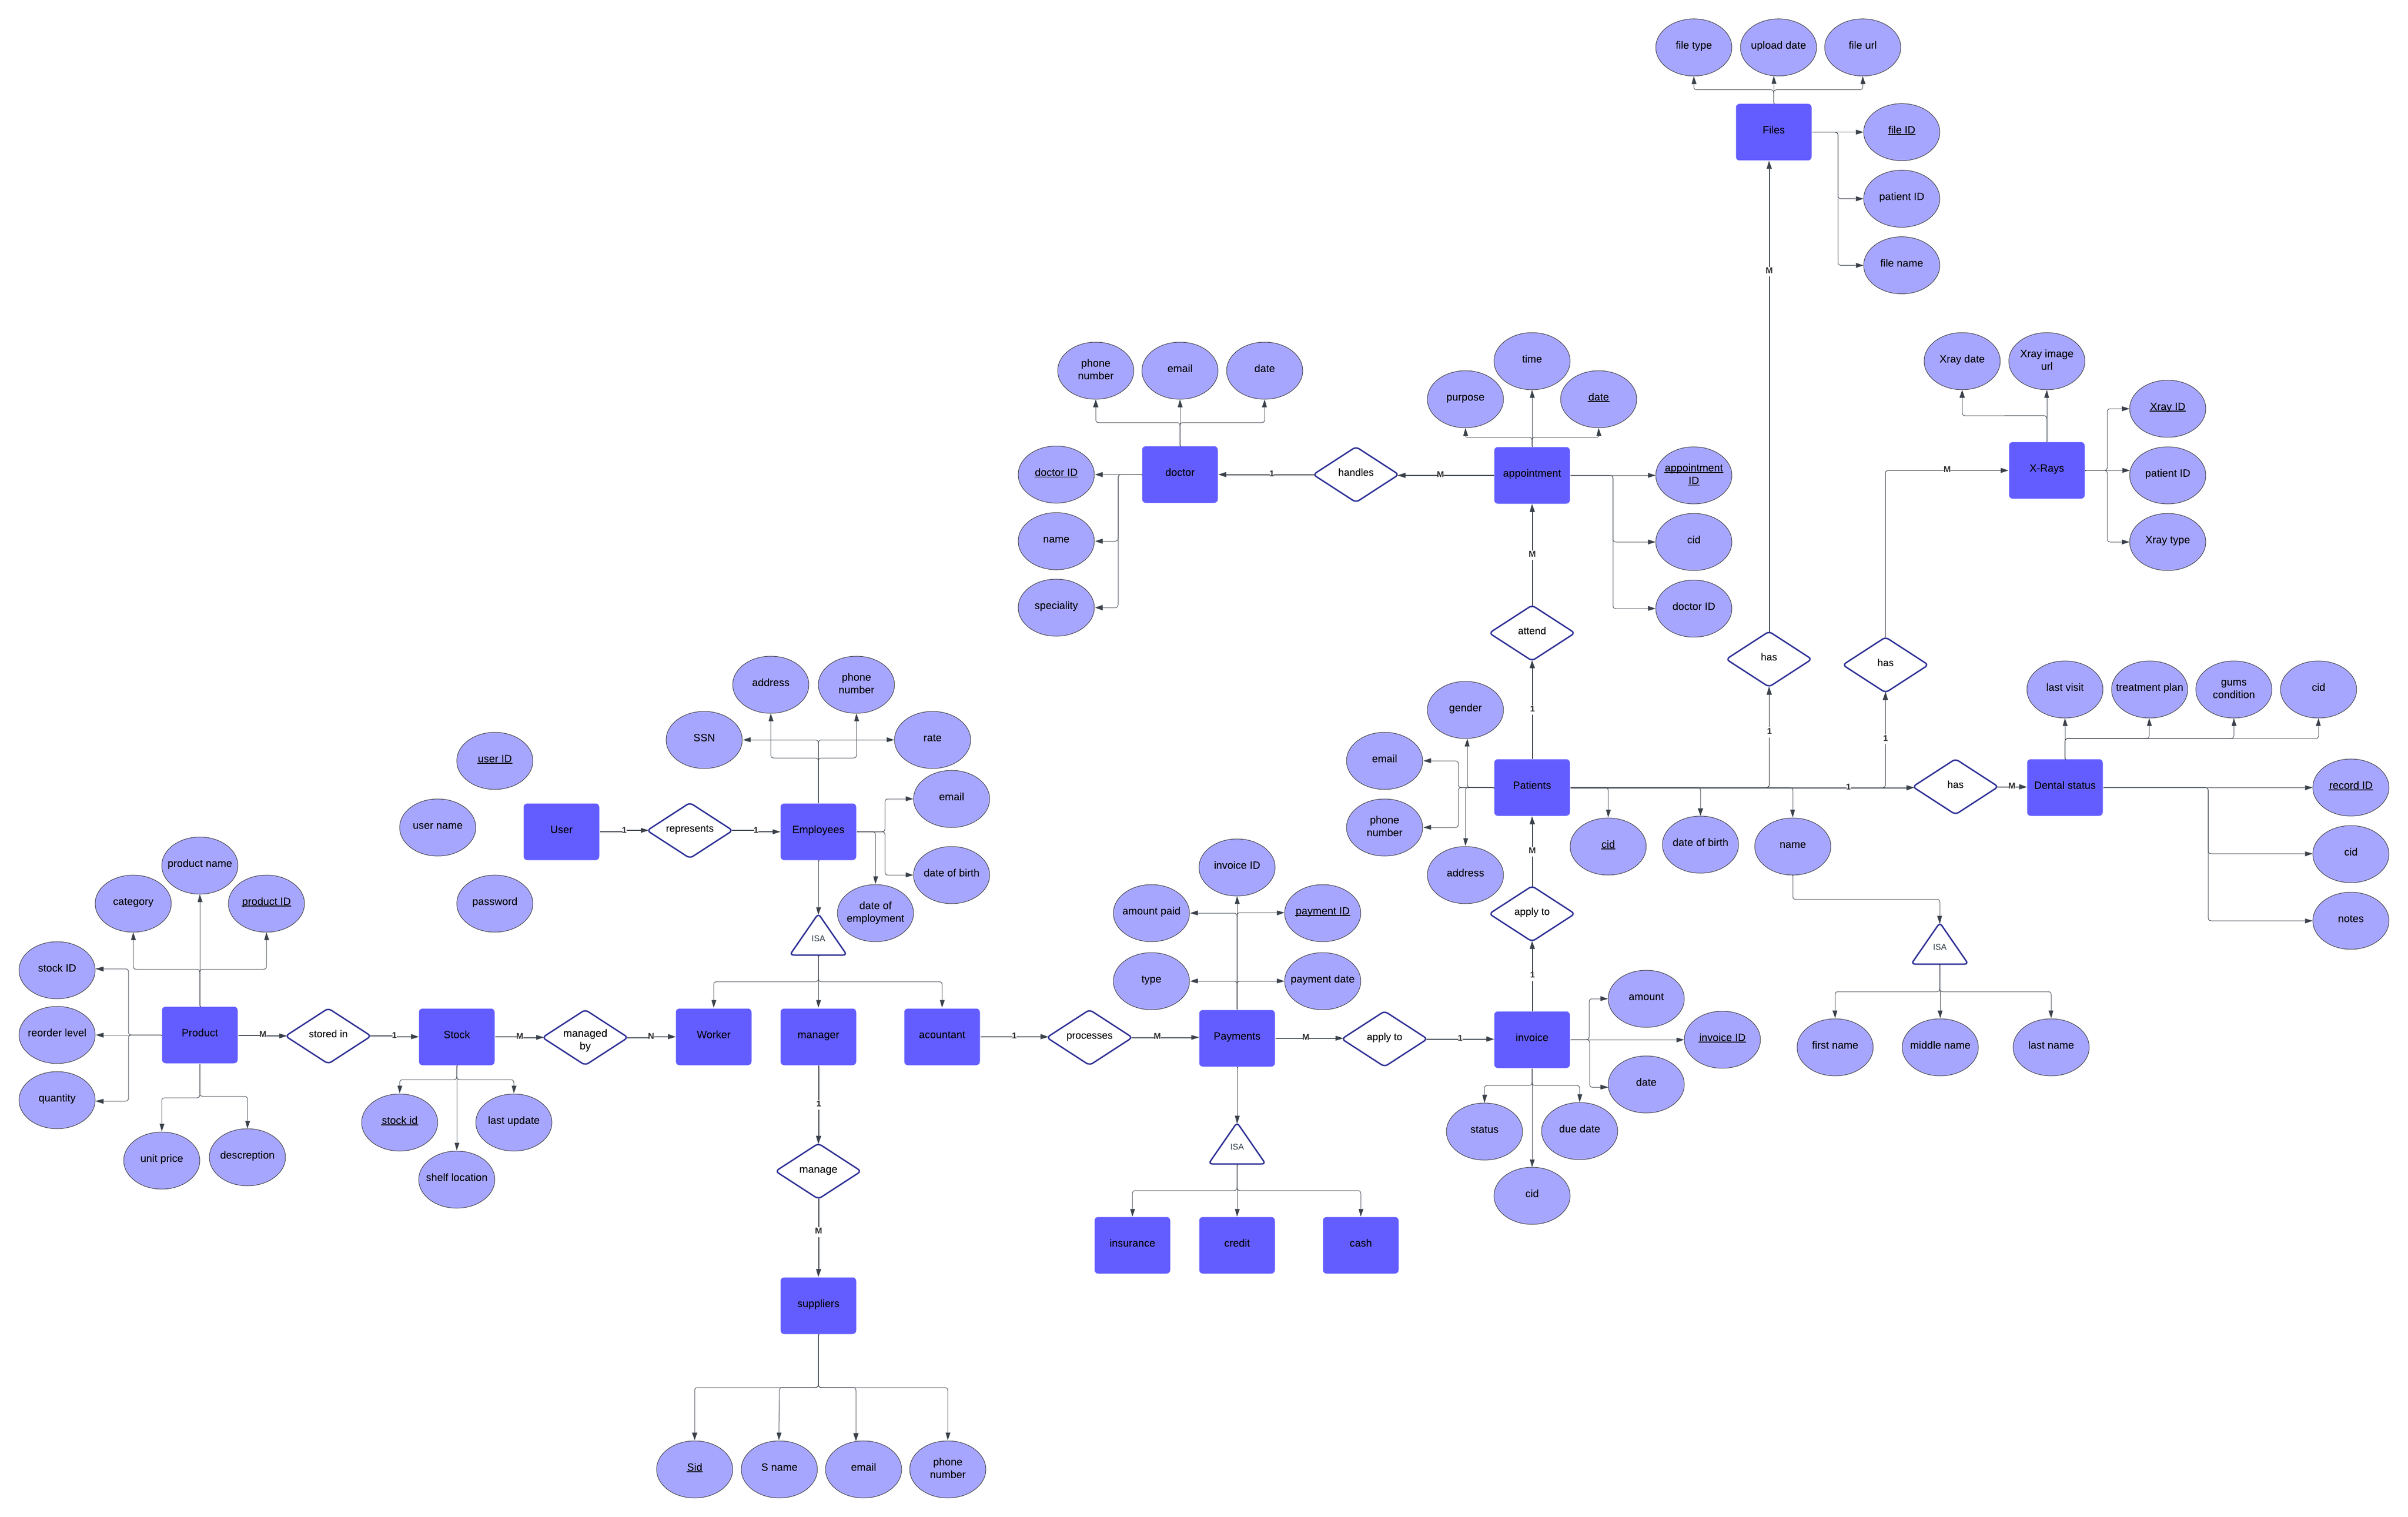 file type
upload date
file url
Files
file ID
patient ID
file name
M
phone
number
email
date
time
purpose
date
Xray date
Xray image
url
Xray ID
doctor ID
doctor
1
handles
M
appointment
appointment
ID
M
X-Rays
patient ID
name
cid
Xray type
speciality
doctor ID
M
attend
has
has
address
phone
number
SSN
rate
gender
1
1
1
last visit
treatment plan
gums
condition
cid
user ID
email
email
Patients
1
has
M
Dental status
record ID
user name
User
1
represents
1
Employees
phone
number
cid
date of birth
name
cid
product name
date of birth
invoice ID
M
address
category
product ID
password
date of
employment
amount paid
payment ID
apply to
notes
ISA
ISA
stock ID
type
payment date
1
amount
reorder level
Product
M
stored in
1
Stock
M
managed
by
N
Worker
manager
acountant
1
processes
M
Payments
M
apply to
1
invoice
invoice ID
first name
middle name
last name
quantity
date
1
stock id
last update
status
due date
unit price
descreption
shelf location
manage
ISA
cid
M
insurance
credit
cash
suppliers
Sid
S name
email
phone
number